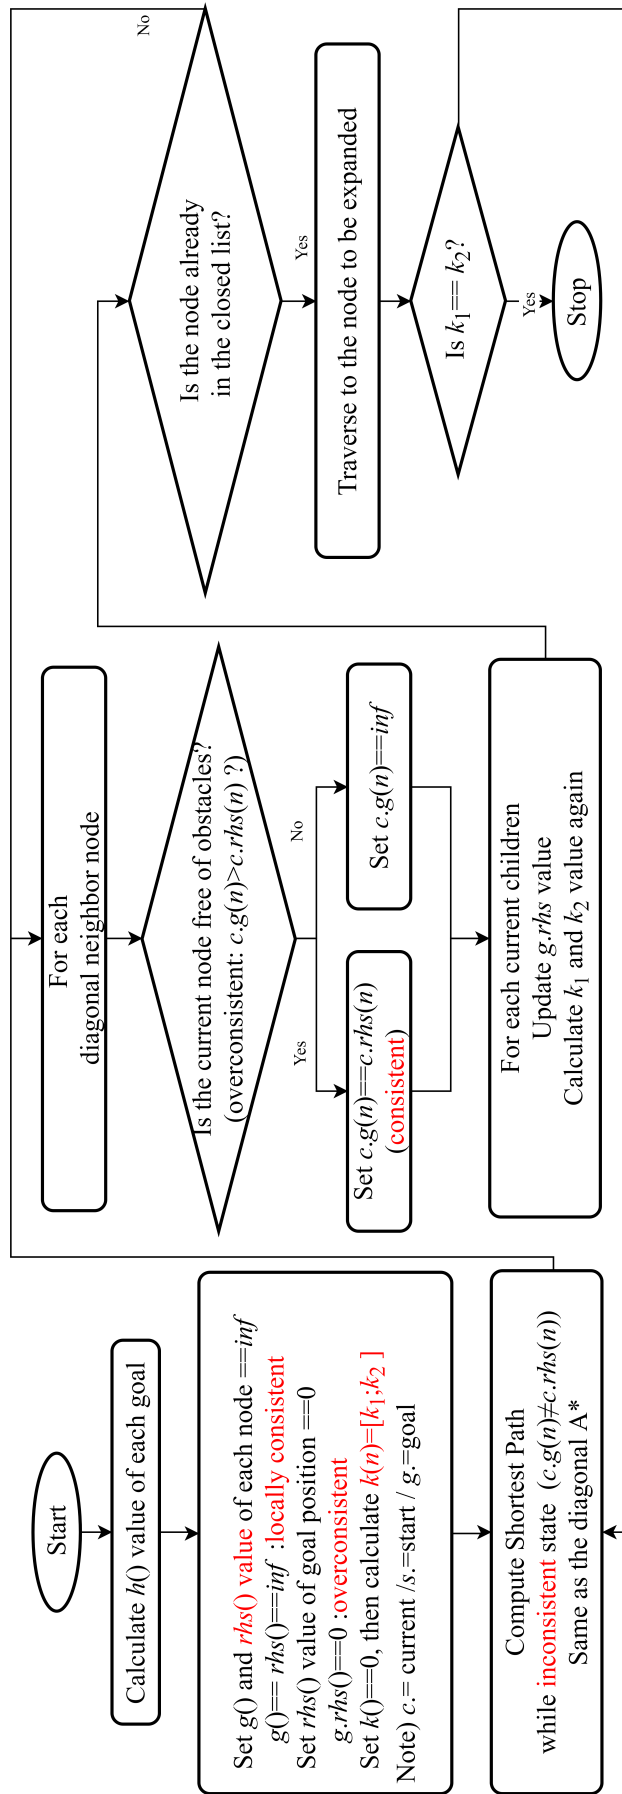 Start
Calculate h() value of each goal
Set g() and rhs() value of each node ==inf
g()== rhs()==inf :locally consistent
Set rhs() value of goal position ==0
g.rhs()==0 :overconsistent
Set k()==0, then calculate k(n)=[k₁;k₂ ]
Note) c.= current /s.=start / g.=goal
Compute Shortest Path
while inconsistent state (c.g(n)≠c.rhs(n))
Same as the diagonal A*
For each
diagonal neighbor node
Is the current node free of obstacles?
(overconsistent: c.g(n)>c.rhs(n) ?)
Yes
No
Set c.g(n)==c.rhs(n)
(consistent)
Set c.g(n)==inf
For each current children
Update g.rhs value
Calculate k₁ and k₂ value again
Is the node already
in the closed list?
No
Yes
Traverse to the node to be expanded
Is k₁== k₂?
Yes
Stop